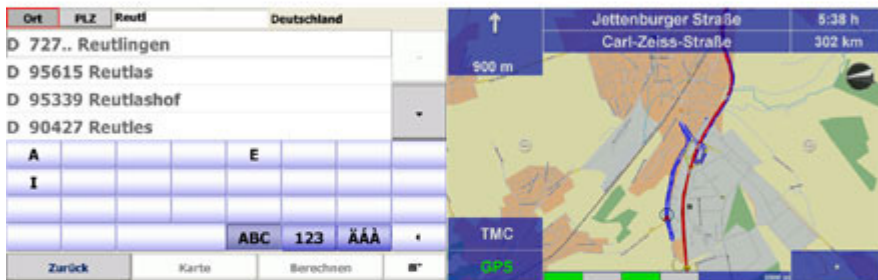 Ort PLZ Reutl Deutschland
D 727.. Reutlingen
D 95615 Reutlas
D 95339 Reutlashof
D 90427 Reutles
A E
I
ABC 123 ÄÁÀ
Zurück Karte Berechnen
Jettenburger Straße 5:38 h
Carl-Zeiss-Straße 302 km
900 m
TMC
GPS